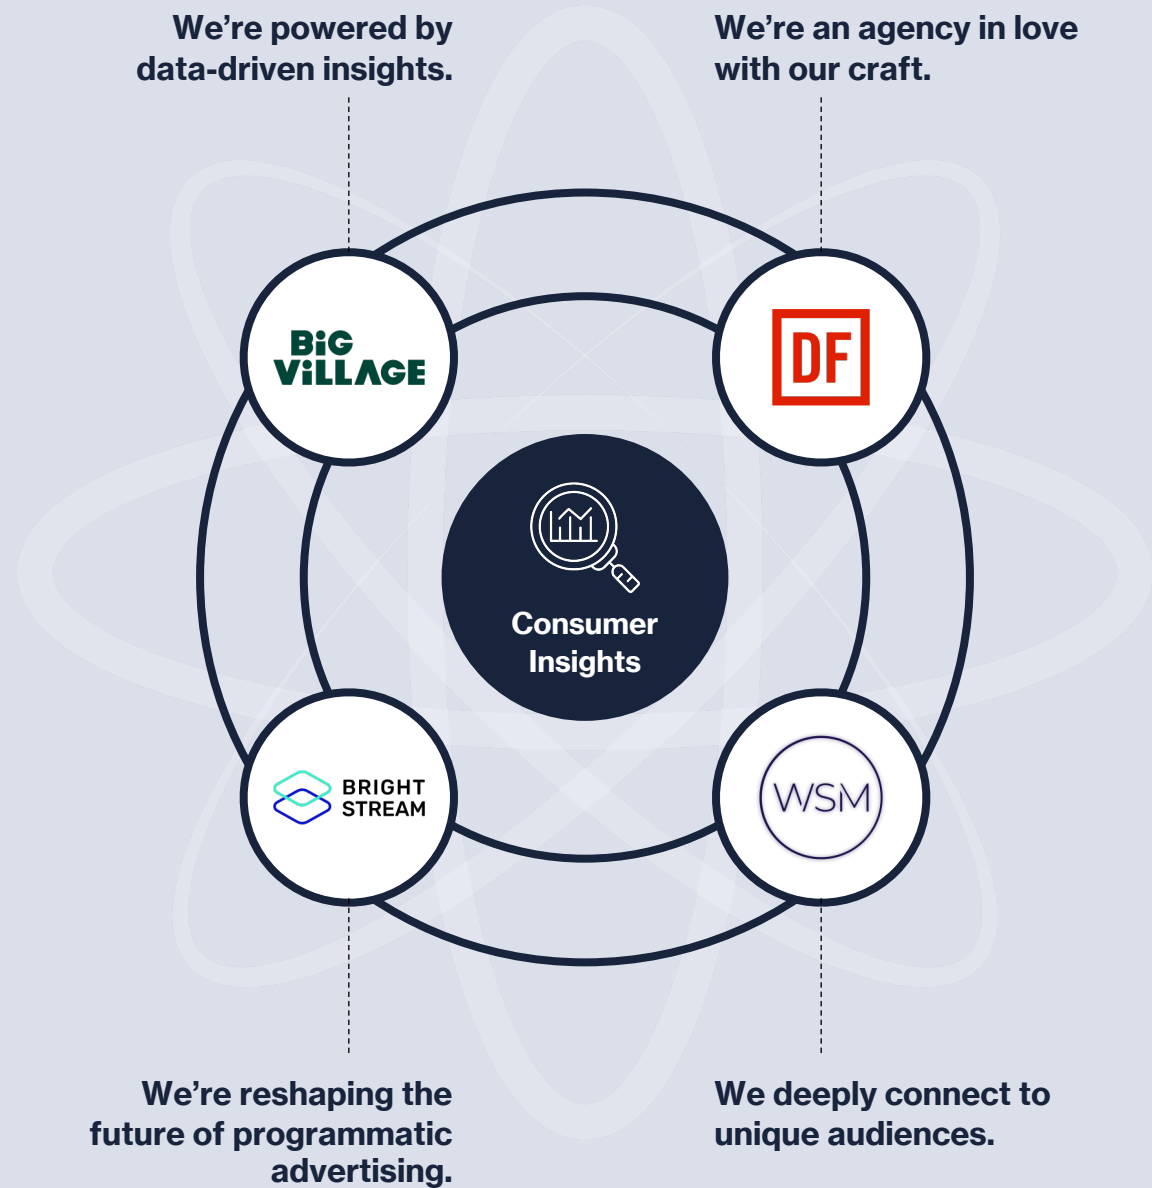 We’re powered by
data-driven insights.
We’re an agency in love
with our craft.
BiG
ViLLAGE
DF
Consumer
Insights
BRIGHT
STREAM
WSM
We’re reshaping the
future of programmatic
advertising.
We deeply connect to
unique audiences.